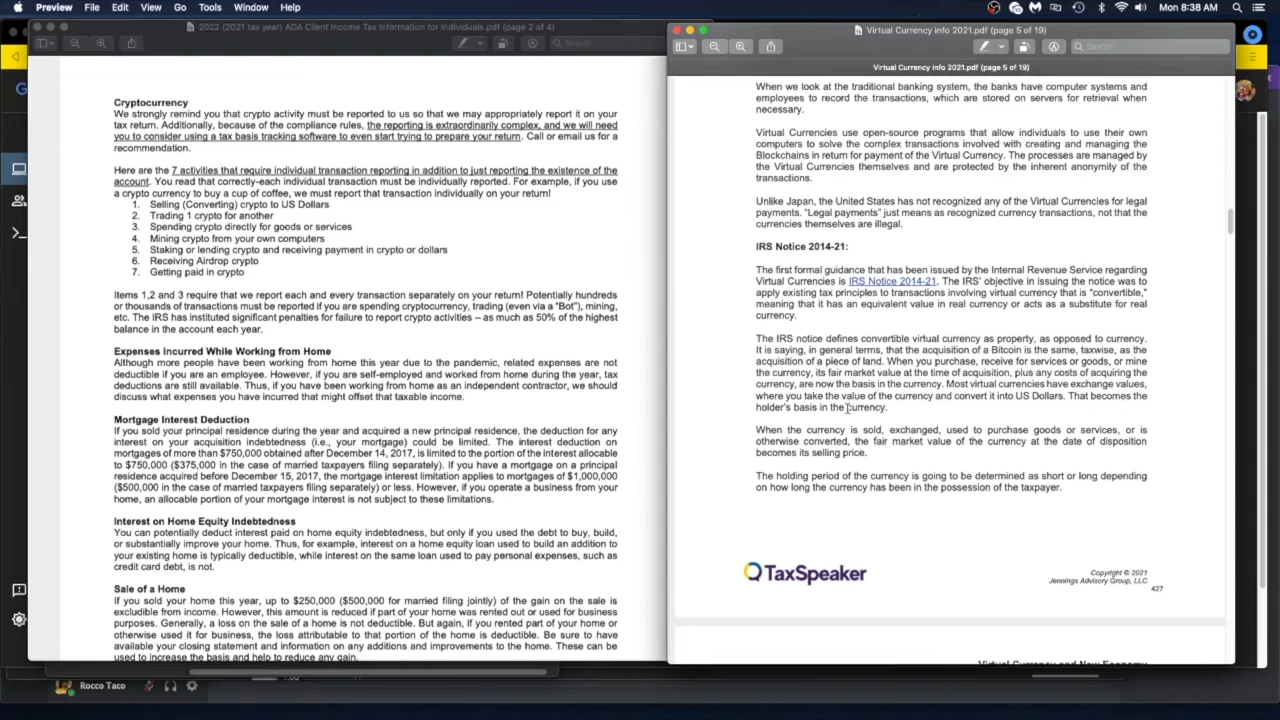 Preview File Edit View Go Tools Window Help
Mon 8:38 AM
2022 (2021 tax year) ADA Client Income Tax Information for Individuals.pdf (page 2 of 4)
Search
Cryptocurrency
We strongly remind you that crypto activity must be reported to us so that we may appropriately report it on your
tax return. Additionally, because of the compliance rules, the reporting is extraordinarily complex, and we will need
you to consider using a tax basis tracking software to even start trying to prepare your return. Call or email us for a
recommendation.
Here are the 7 activities that require individual transaction reporting in addition to just reporting the existence of the
account. You read that correctly-each individual transaction must be individually reported. For example, if you use
a crypto currency to buy a cup of coffee, we must report that transaction individually on your return!
1. Selling (Converting) crypto to US Dollars
2. Trading 1 crypto for another
3. Spending crypto directly for goods or services
4. Mining crypto from your own computers
5. Staking or lending crypto and receiving payment in crypto or dollars
6. Receiving Airdrop crypto
7. Getting paid in crypto
Items 1,2 and 3 require that we report each and every transaction separately on your return! Potentially hundreds
or thousands of transactions must be reported if you are spending cryptocurrency, trading (even via a "Bot"), mining,
etc. The IRS has instituted significant penalties for failure to report crypto activities – as much as 50% of the highest
balance in the account each year.
Expenses Incurred While Working from Home
Although more people have been working from home this year due to the pandemic, related expenses are not
deductible if you are an employee. However, if you are self-employed and worked from home during the year, tax
deductions are still available. Thus, if you have been working from home as an independent contractor, we should
discuss what expenses you have incurred that might offset that taxable income.
Mortgage Interest Deduction
If you sold your principal residence during the year and acquired a new principal residence, the deduction for any
interest on your acquisition indebtedness (i.e., your mortgage) could be limited. The interest deduction on
mortgages of more than $750,000 obtained after December 14, 2017, is limited to the portion of the interest allocable
to $750,000 ($375,000 in the case of married taxpayers filing separately). If you have a mortgage on a principal
residence acquired before December 15, 2017, the mortgage interest limitation applies to mortgages of $1,000,000
($500,000 in the case of married taxpayers filing separately) or less. However, if you operate a business from your
home, an allocable portion of your mortgage interest is not subject to these limitations.
Interest on Home Equity Indebtedness
You can potentially deduct interest paid on home equity indebtedness, but only if you used the debt to buy, build,
or substantially improve your home. Thus, for example, interest on a home equity loan used to build an addition to
your existing home is typically deductible, while interest on the same loan used to pay personal expenses, such as
credit card debt, is not.
Sale of a Home
If you sold your home this year, up to $250,000 ($500,000 for married filing jointly) of the gain on the sale is
excludible from income. However, this amount is reduced if part of your home was rented out or used for business
purposes. Generally, a loss on the sale of a home is not deductible. But again, if you rented part of your home or
otherwise used it for business, the loss attributable to that portion of the home is deductible. Be sure to have
available your closing statement and information on any additions and improvements to the home. These can be
used to increase the basis and help to reduce any gain.
Virtual Currency info 2021.pdf (page 5 of 19)
Search
Virtual Currency info 2021.pdf (page 5 of 19)
When we look at the traditional banking system, the banks have computer systems and
employees to record the transactions, which are stored on servers for retrieval when
necessary.
Virtual Currencies use open-source programs that allow individuals to use their own
computers to solve the complex transactions involved with creating and managing the
Blockchains in return for payment of the Virtual Currency. The processes are managed by
the Virtual Currencies themselves and are protected by the inherent anonymity of the
transactions.
Unlike Japan, the United States has not recognized any of the Virtual Currencies for legal
payments. "Legal payments" just means as recognized currency transactions, not that the
currencies themselves are illegal.
IRS Notice 2014-21:
The first formal guidance that has been issued by the Internal Revenue Service regarding
Virtual Currencies is IRS Notice 2014-21. The IRS' objective in issuing the notice was to
apply existing tax principles to transactions involving virtual currency that is "convertible,"
meaning that it has an equivalent value in real currency or acts as a substitute for real
currency.
The IRS notice defines convertible virtual currency as property, as opposed to currency.
It is saying, in general terms, that the acquisition of a Bitcoin is the same, taxwise, as the
acquisition of a piece of land. When you purchase, receive for services or goods, or mine
the currency, its fair market value at the time of acquisition, plus any costs of acquiring the
currency, are now the basis in the currency. Most virtual currencies have exchange values,
where you take the value of the currency and convert it into US Dollars. That becomes the
holder's basis in the currency.
When the currency is sold, exchanged, used to purchase goods or services, or is
otherwise converted, the fair market value of the currency at the date of disposition
becomes its selling price.
The holding period of the currency is going to be determined as short or long depending
on how long the currency has been in the possession of the taxpayer.
TaxSpeaker
Copyright © 2021
Jennings Advisory Group, LLC
427
Virtual Currency and New Economy
Rocco Taco